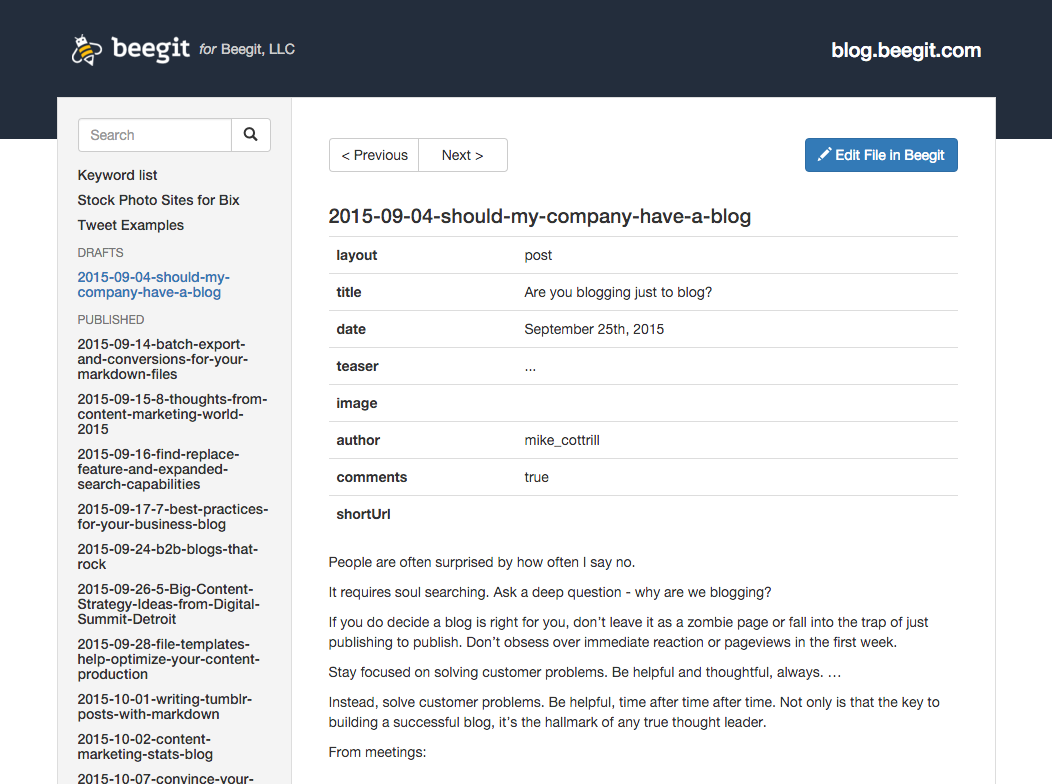 beegit for Beegit, LLC
blog.beegit.com
Search
Keyword list
Stock Photo Sites for Bix
Tweet Examples
DRAFTS
2015-09-04-should-my-
company-have-a-blog
PUBLISHED
2015-09-14-batch-export-
and-conversions-for-your-
markdown-files
2015-09-15-8-thoughts-from-
content-marketing-world-
2015
2015-09-16-find-replace-
feature-and-expanded-
search-capabilities
2015-09-17-7-best-practices-
for-your-business-blog
2015-09-24-b2b-blogs-that-
rock
2015-09-26-5-Big-Content-
Strategy-Ideas-from-Digital-
Summit-Detroit
2015-09-28-file-templates-
help-optimize-your-content-
production
2015-10-01-writing-tumblr-
posts-with-markdown
2015-10-02-content-
marketing-stats-blog
2015-10-07-convince-your-
< Previous Next >
Edit File in Beegit
2015-09-04-should-my-company-have-a-blog
layout post
title Are you blogging just to blog?
date September 25th, 2015
teaser ...
image
author mike_cottrill
comments true
shortUrl
People are often surprised by how often I say no.
It requires soul searching. Ask a deep question - why are we blogging?
If you do decide a blog is right for you, don’t leave it as a zombie page or fall into the trap of just
publishing to publish. Don’t obsess over immediate reaction or pageviews in the first week.
Stay focused on solving customer problems. Be helpful and thoughtful, always. …
Instead, solve customer problems. Be helpful, time after time after time. Not only is that the key to
building a successful blog, it’s the hallmark of any true thought leader.
From meetings: